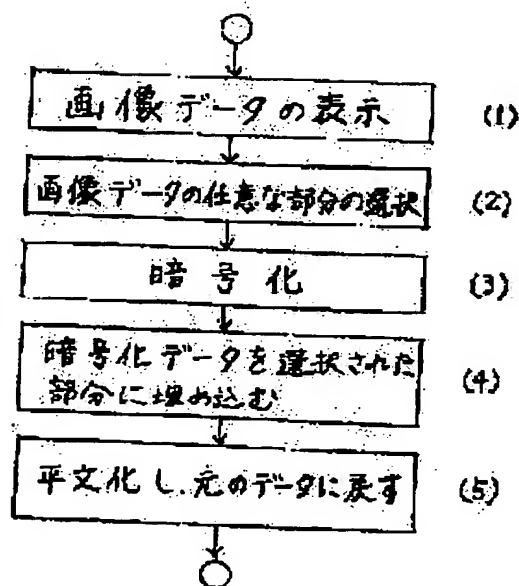 画像データの表示 (1)
画像データの任意な部分の選択 (2)
暗号化 (3)
暗号化データを選択された
部分に埋め込む (4)
平文化し、元のデータに戻す (5)